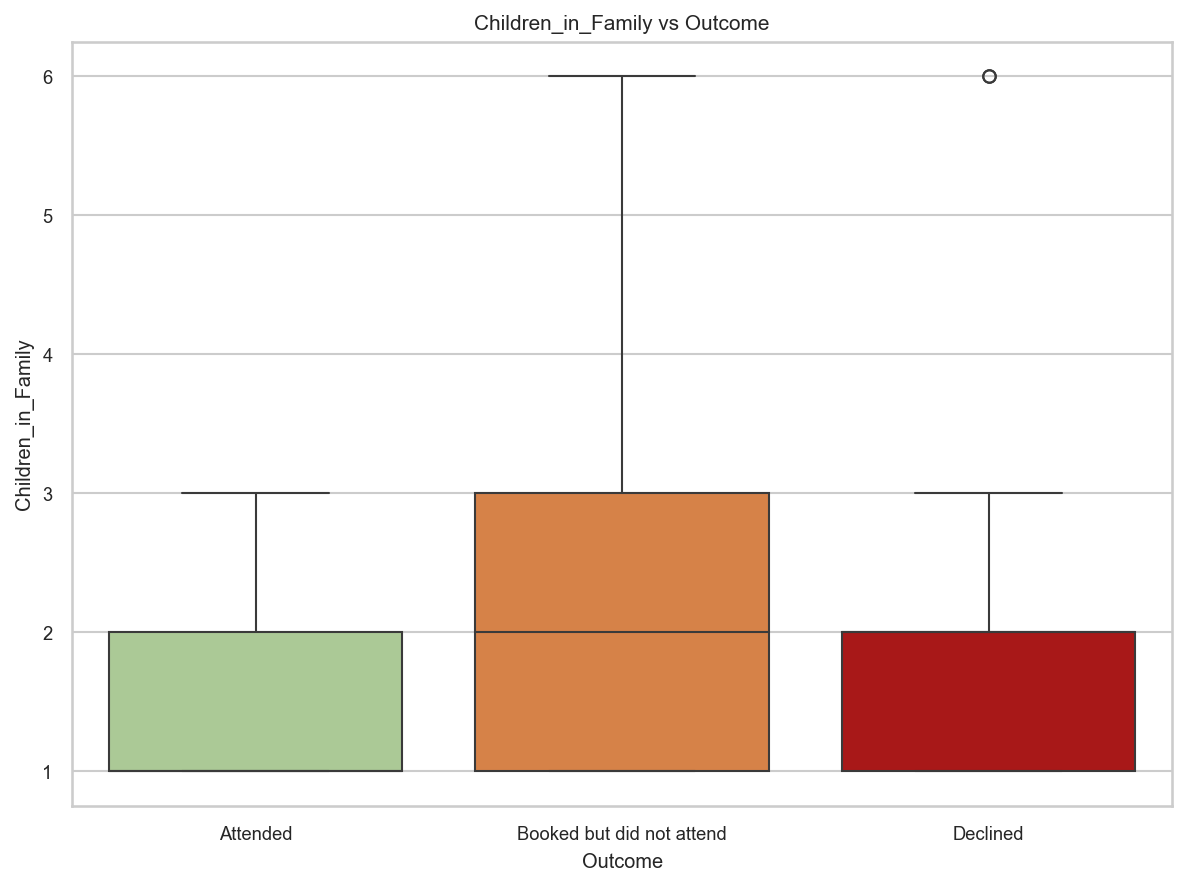 Children_in_Family vs Outcome
Children_in_Family
6
5
4
3
2
1
Attended
Booked but did not attend
Declined
Outcome